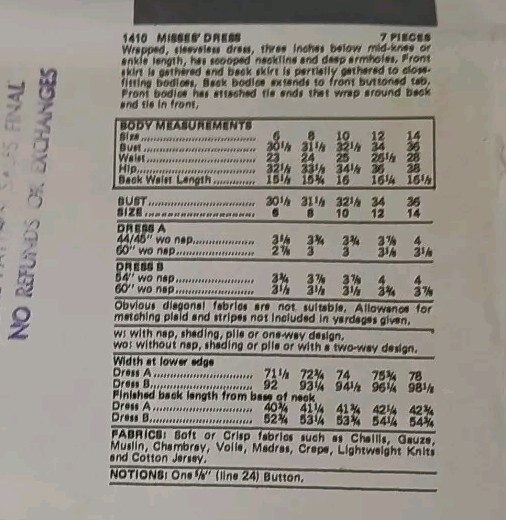 1410 MISSES' DRESS 7 PIECES
Wrapped, sleeveless dress, three inches below mid-knee or
ankle length, has scooped neckline and deep armholes. Front
skirt is gathered and back skirt is partially gathered to close-
fitting bodices. Back bodice extends to front buttoned tab.
Front bodice has attached tie ends that wrap around back
and tie in front.
BODY MEASUREMENTS
Size 6 8 10 12 14
Bust 30½ 31½ 32½ 34 36
Waist 23 24 25 26½ 28
Hip 32½ 33½ 34½ 36 38
Back Waist Length 15½ 15¾ 16 16¼ 16½
BUST 30½ 31½ 32½ 34 36
SIZE 6 8 10 12 14
DRESS A
44/45" wo nap 3¾ 3¾ 4
60" wo nap 2⅞ 3 3
DRESS B
54" wo nap 3¾ 3⅞ 3⅞ 4 4
60" wo nap 3½ 3½ 3½ 3¾ 3⅞
Obvious diagonal fabrics are not suitable. Allowance for
matching plaid and stripes not included in yardages given.
w: with nap, shading, pile or one-way design.
wo: without nap, shading or pile or with a two-way design.
Width at lower edge
Dress A 71½ 72¾ 74 75¾ 78
Dress B 92 93¼ 94½ 96¼ 98½
Finished back length from base of neck
Dress A 40¾ 41¼ 41¾ 42¼ 42¾
Dress B 52¾ 53¼ 53¾ 54¼ 54¾
FABRICS: Soft or Crisp fabrics such as Challis, Gauze,
Muslin, Chambray, Voile, Madras, Crepe, Lightweight Knits
and Cotton Jersey.
NOTIONS: One ⅝" (line 24) Button.
SALES FINAL
NO REFUNDS OR EXCHANGES